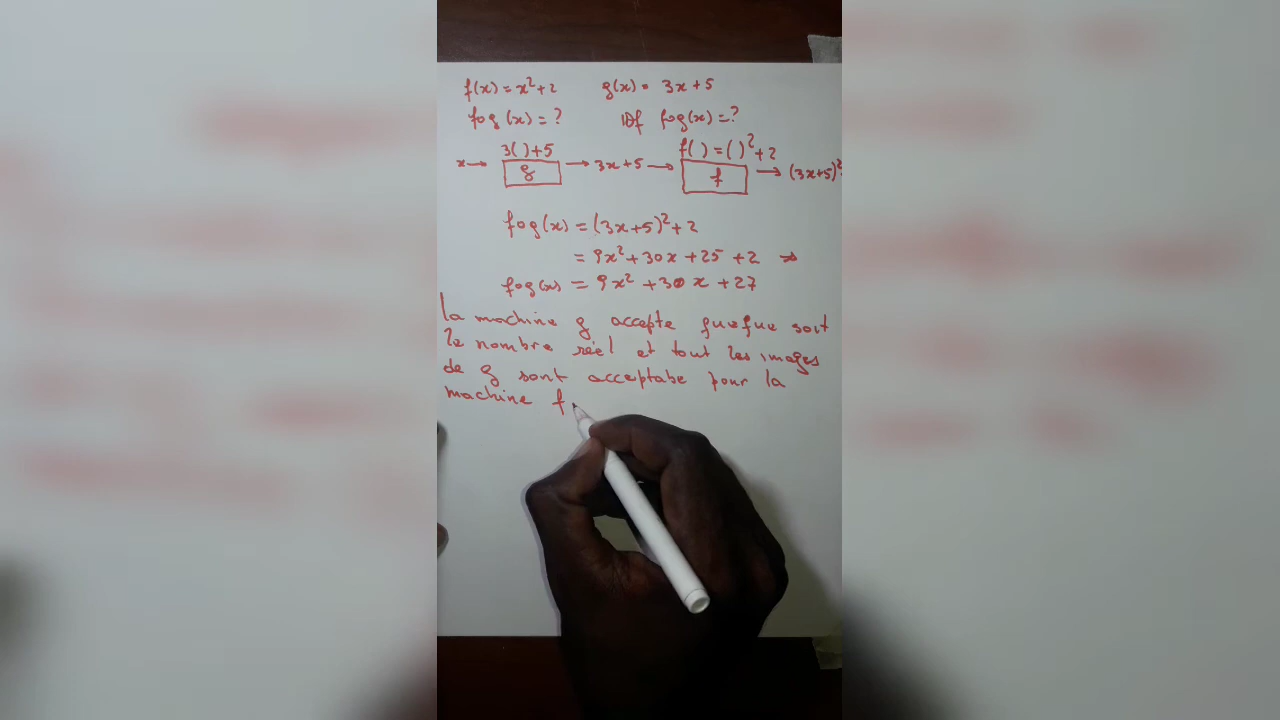 f(x) = x²+2 g(x) = 3x+5
fog(x) = ? Df fog(x) = ?
3( )+5 f( ) = ( )²+2
x → g → 3x+5 → f → (3x+5)²
fog(x) = (3x+5)²+2
= 9x²+30x+25+2 ⇒
fog(x) = 9x²+30x+27
La machine g accepte quefue soit
le nombre réel et tout les images
de g sont acceptabe pour la
machine f